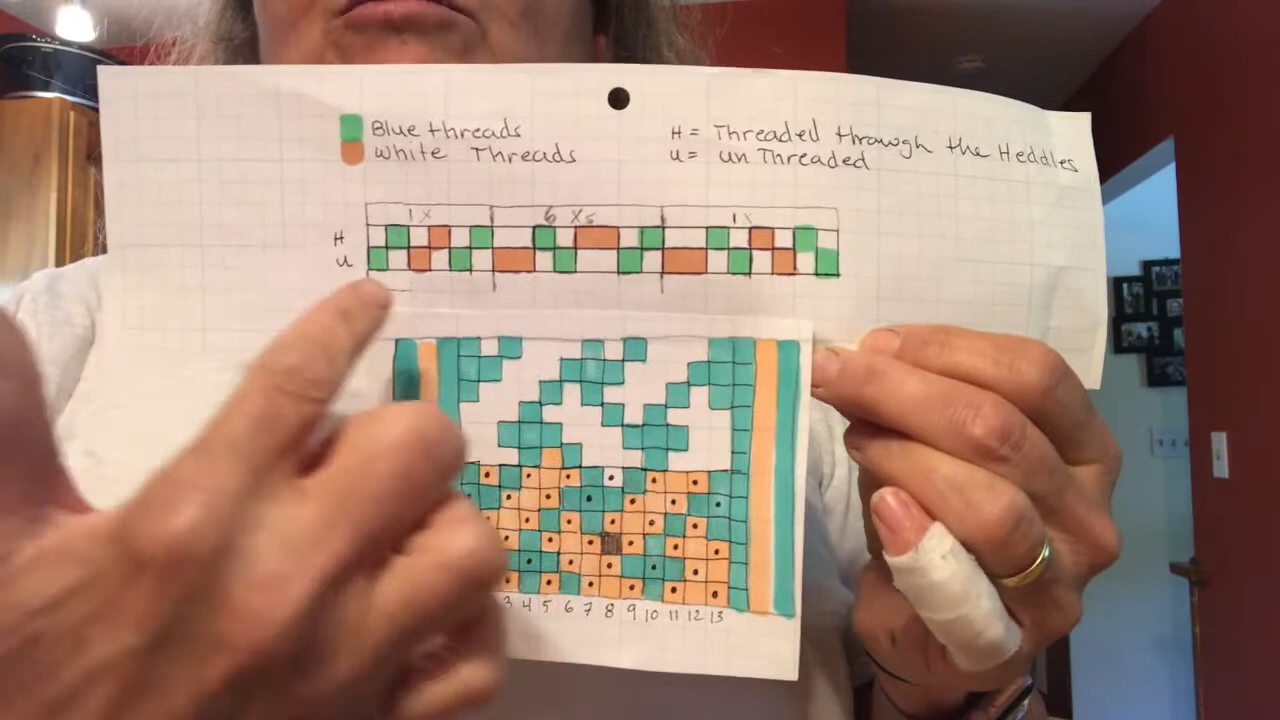 Blue threads
White Threads
H = Threaded through the Heddles
u = un Threaded
1X 6 Xs 1X
H
u
3 4 5 6 7 8 9 10 11 12 13